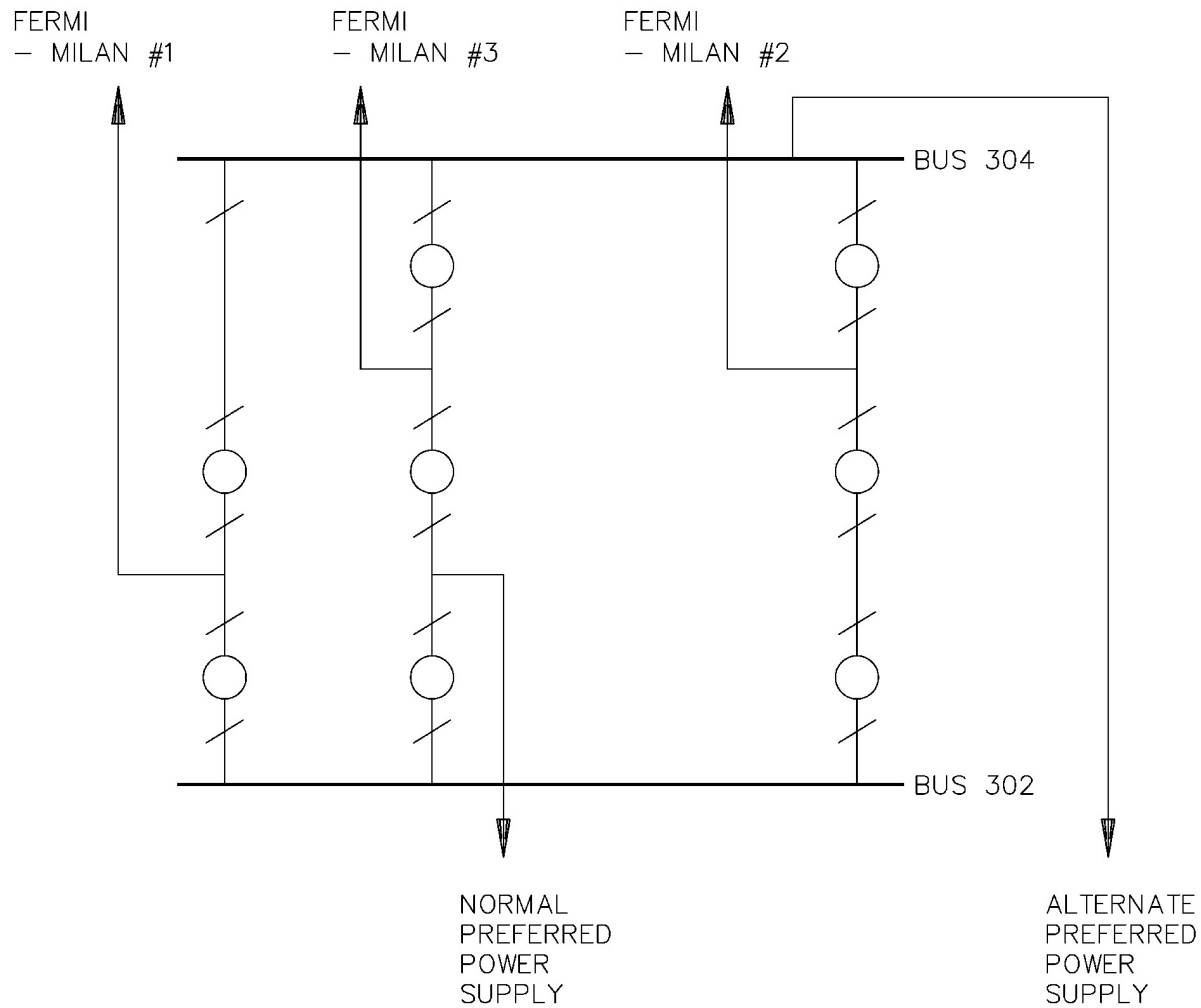 FERMI
– MILAN #1
FERMI
– MILAN #3
FERMI
– MILAN #2
BUS 304
BUS 302
NORMAL
PREFERRED
POWER
SUPPLY
ALTERNATE
PREFERRED
POWER
SUPPLY